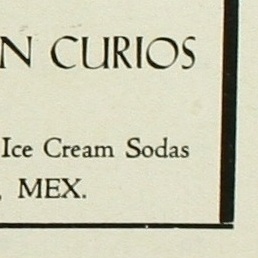 N CURIOS
Ice Cream Sodas
, MEX.